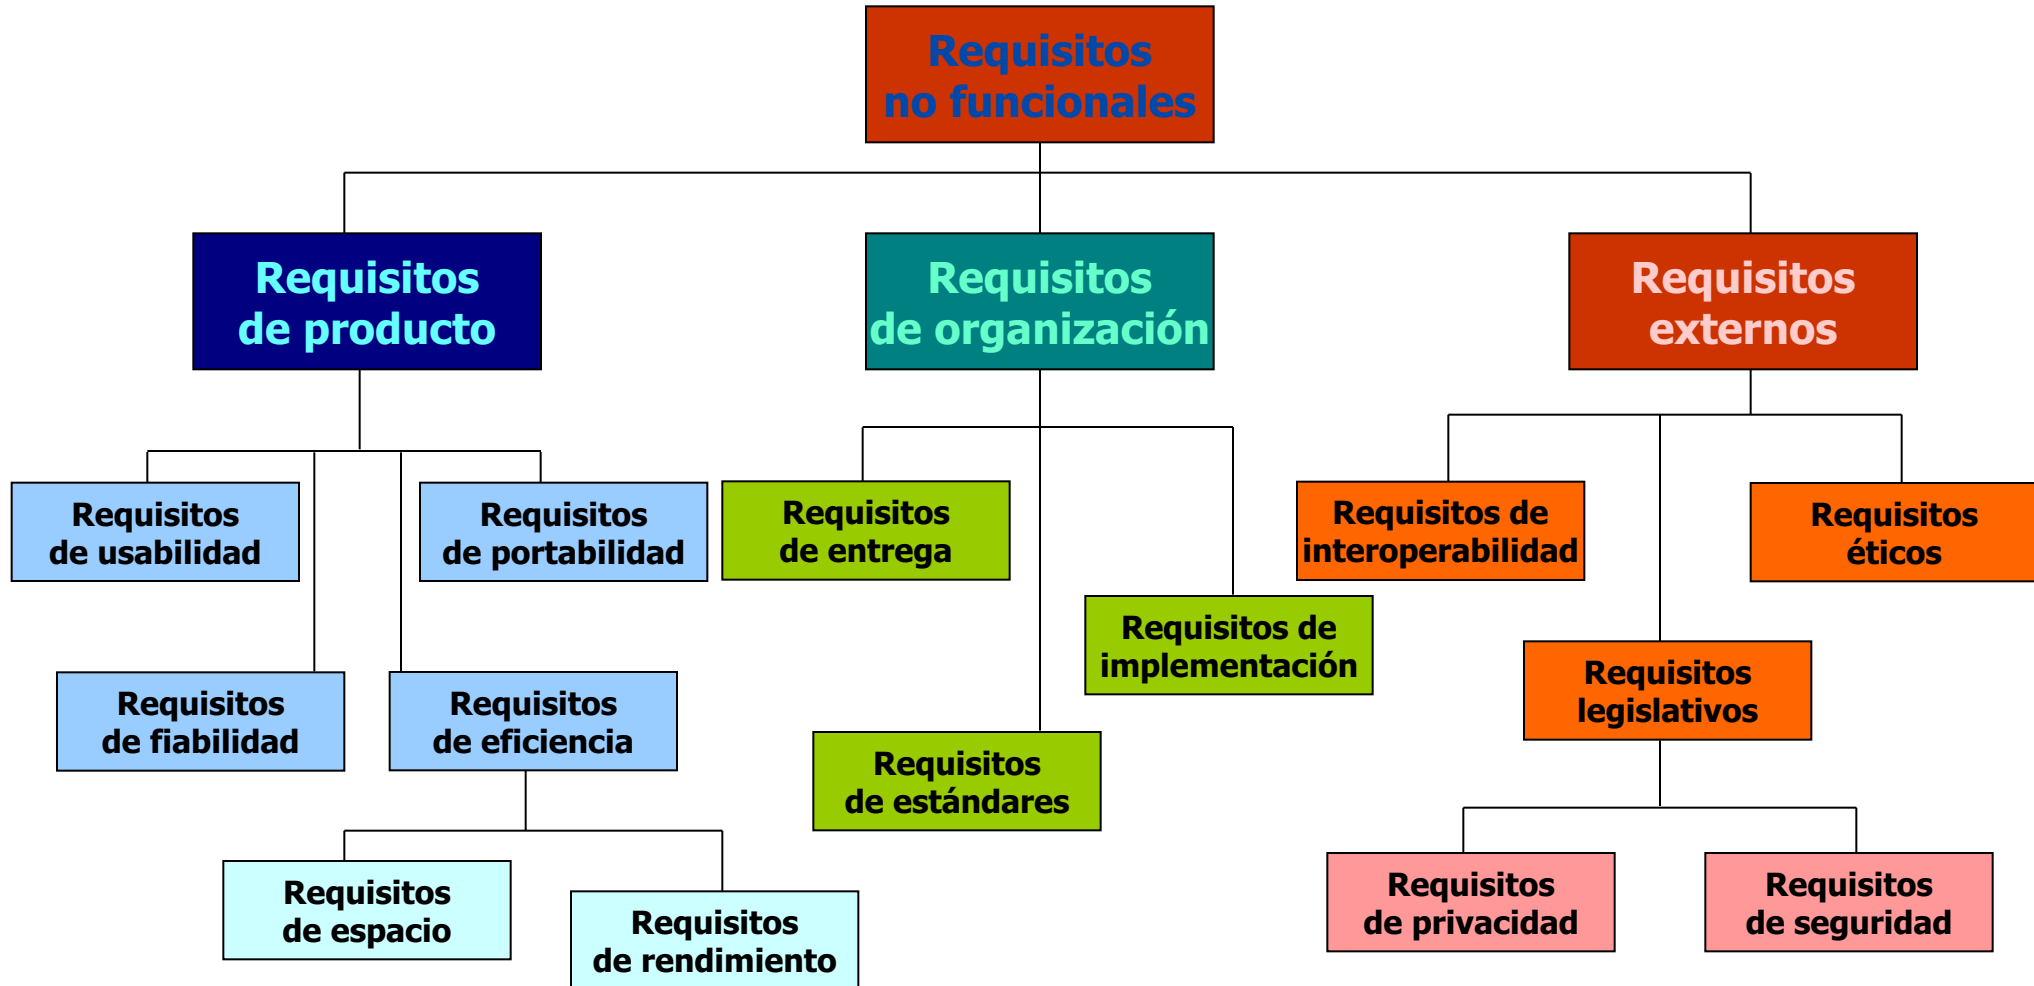 Requisitos
no funcionales
Requisitos
de producto
Requisitos
de organización
Requisitos
externos
Requisitos
de usabilidad
Requisitos
de portabilidad
Requisitos
de entrega
Requisitos de
interoperabilidad
Requisitos
éticos
Requisitos de
implementación
Requisitos
legislativos
Requisitos
de fiabilidad
Requisitos
de eficiencia
Requisitos
de estándares
Requisitos
de espacio
Requisitos
de rendimiento
Requisitos
de privacidad
Requisitos
de seguridad